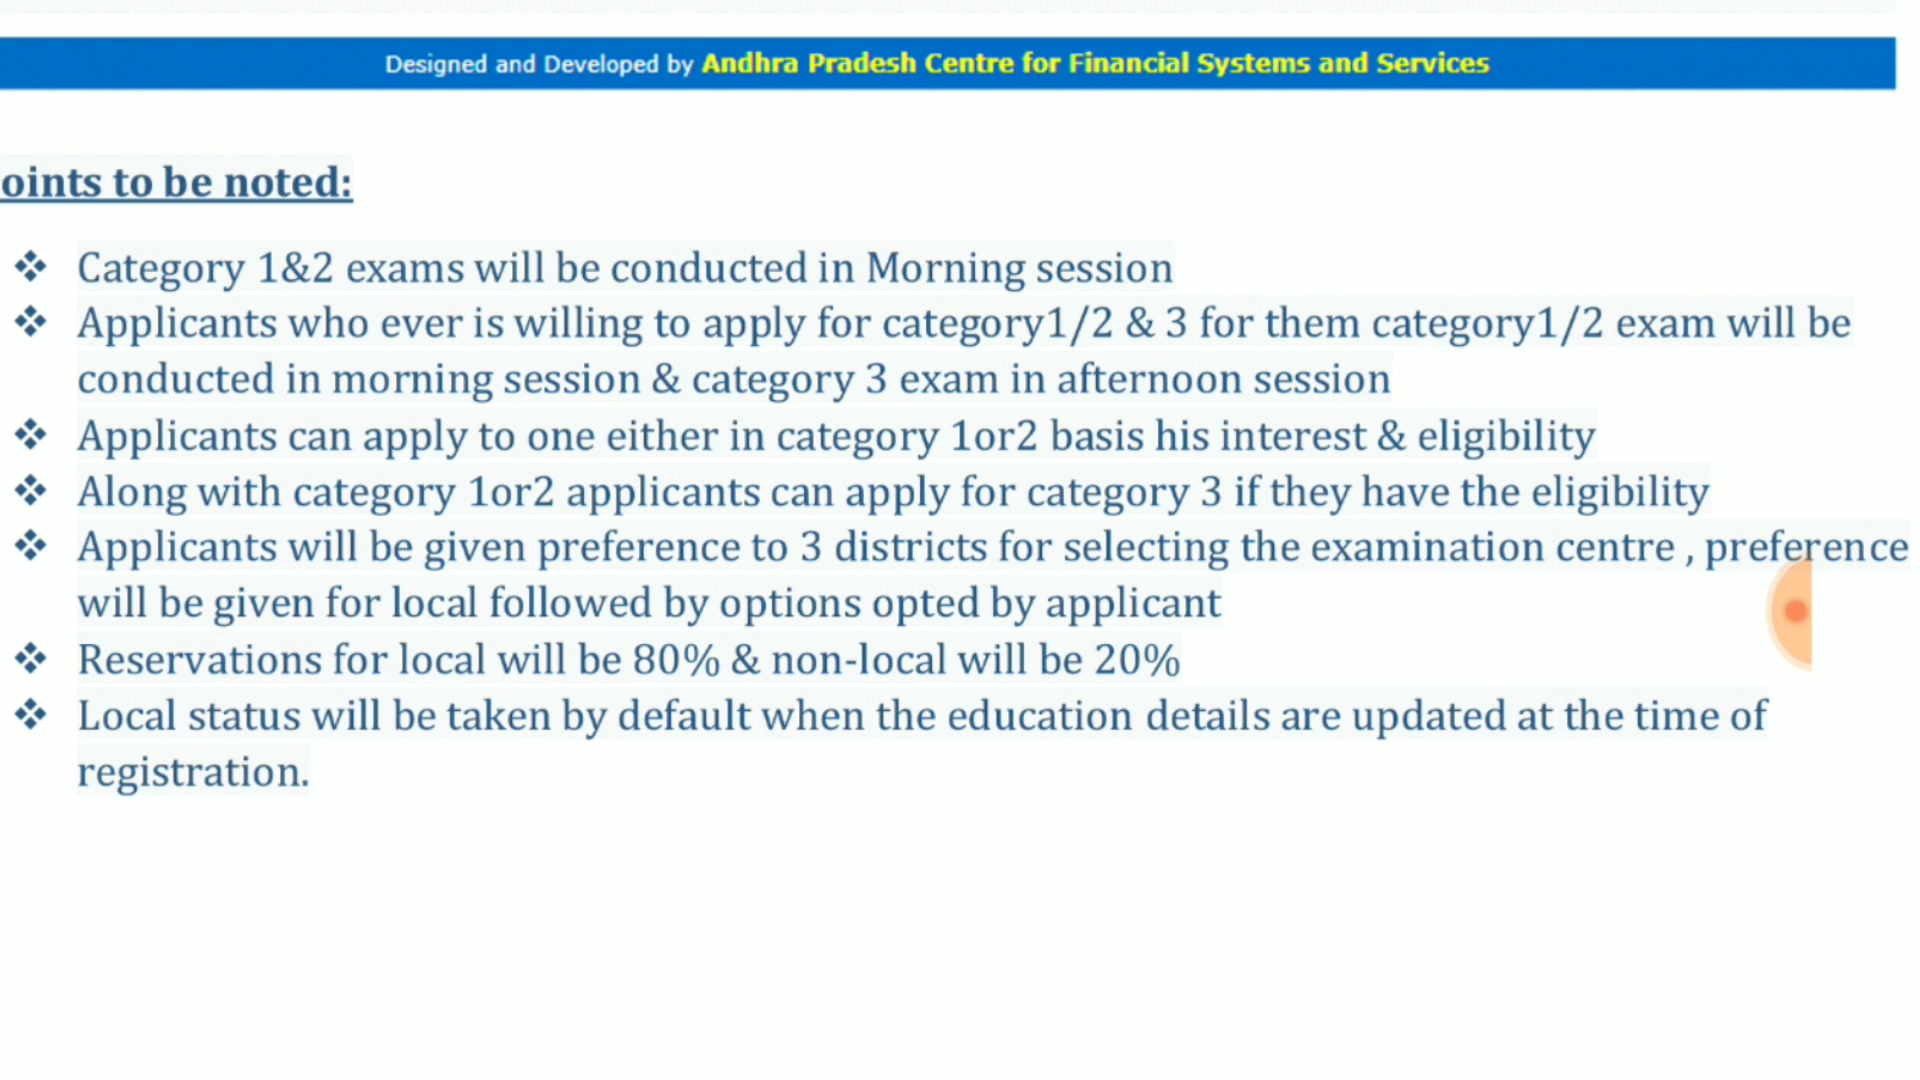 Designed and Developed by Andhra Pradesh Centre for Financial Systems and Services
oints to be noted:
❖ Category 1&2 exams will be conducted in Morning session
❖ Applicants who ever is willing to apply for category1/2 & 3 for them category1/2 exam will be
conducted in morning session & category 3 exam in afternoon session
❖ Applicants can apply to one either in category 1or2 basis his interest & eligibility
❖ Along with category 1or2 applicants can apply for category 3 if they have the eligibility
❖ Applicants will be given preference to 3 districts for selecting the examination centre , preference
will be given for local followed by options opted by applicant
❖ Reservations for local will be 80% & non-local will be 20%
❖ Local status will be taken by default when the education details are updated at the time of
registration.